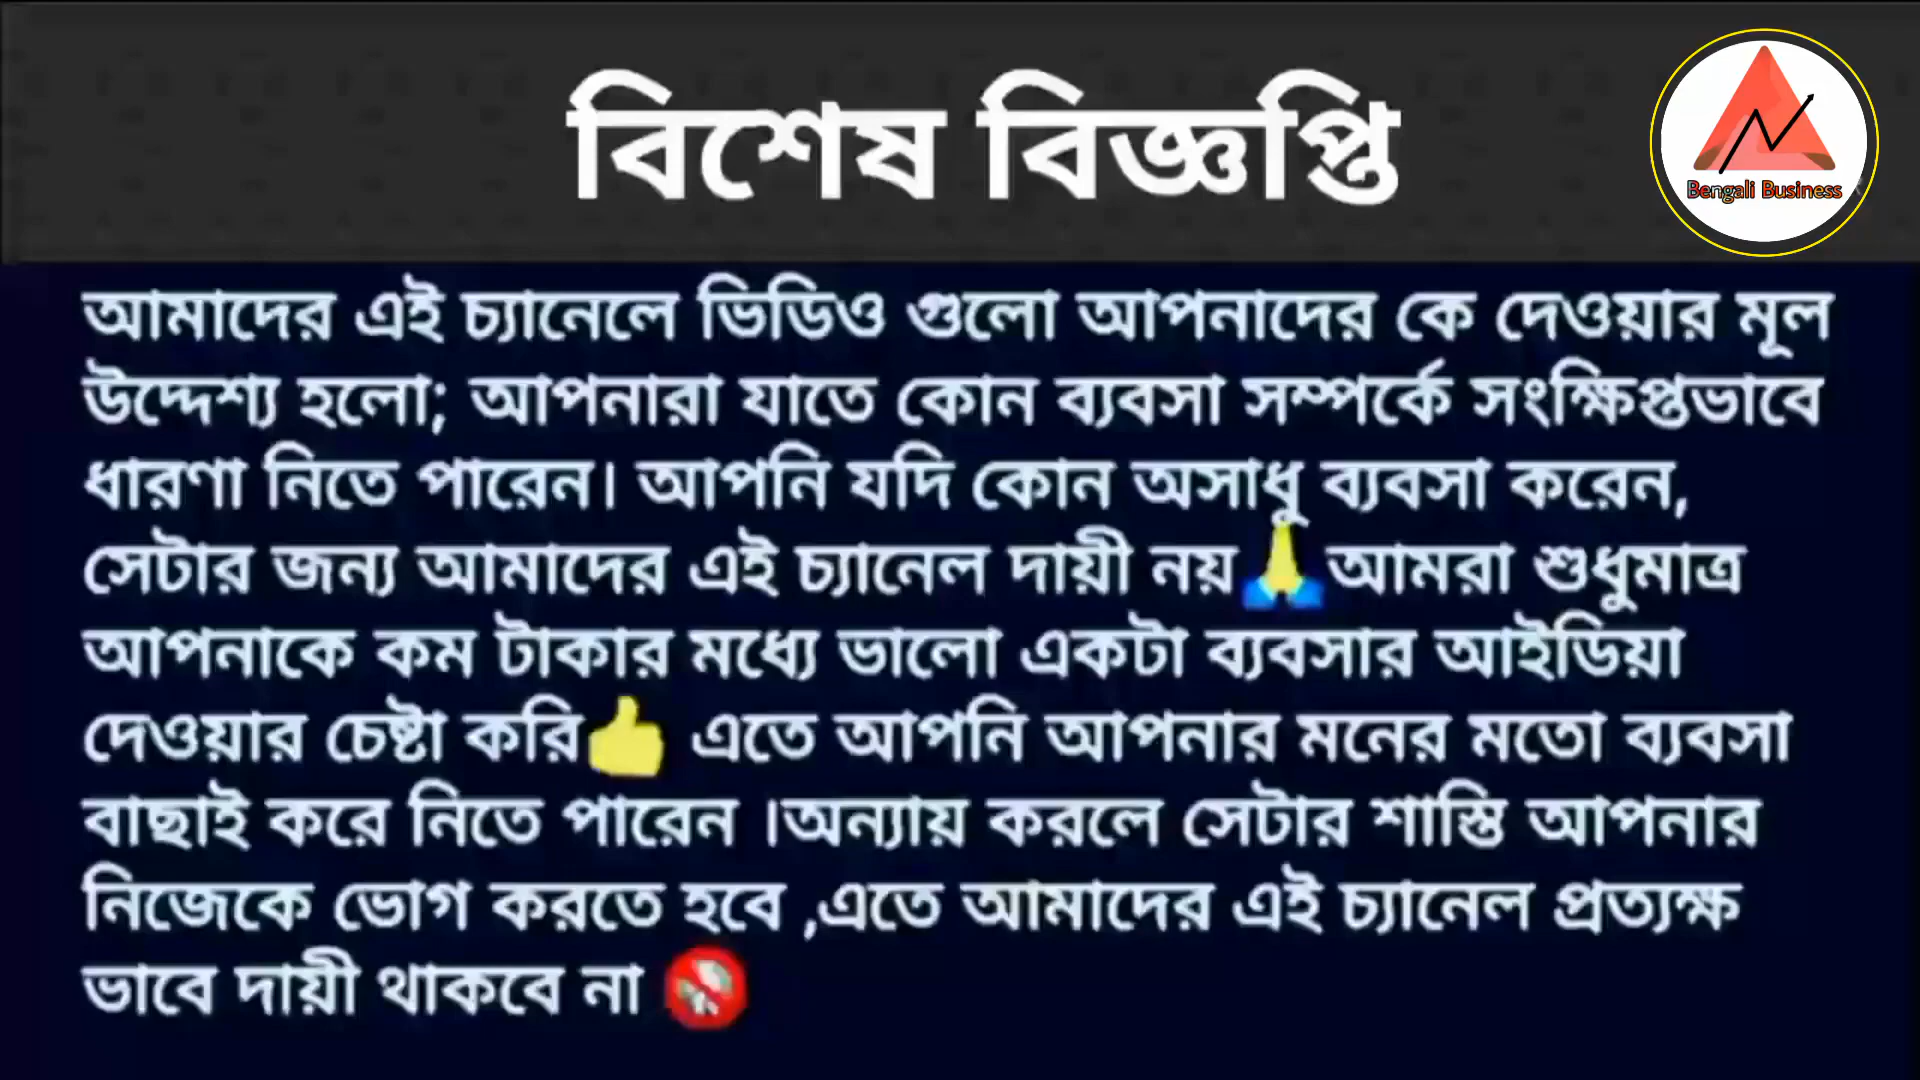 বিশেষ বিজ্ঞপ্তি
Bengali Business
আমাদের এই চ্যানেলে ভিডিও গুলো আপনাদের কে দেওয়ার মূল
উদ্দেশ্য হলো; আপনারা যাতে কোন ব্যবসা সম্পর্কে সংক্ষিপ্তভাবে
ধারণা নিতে পারেন। আপনি যদি কোন অসাধু ব্যবসা করেন,
সেটার জন্য আমাদের এই চ্যানেল দায়ী নয়🙏আমরা শুধুমাত্র
আপনাকে কম টাকার মধ্যে ভালো একটা ব্যবসার আইডিয়া
দেওয়ার চেষ্টা করি👍 এতে আপনি আপনার মনের মতো ব্যবসা
বাছাই করে নিতে পারেন ।অন্যায় করলে সেটার শাস্তি আপনার
নিজেকে ভোগ করতে হবে ,এতে আমাদের এই চ্যানেল প্রত্যক্ষ
ভাবে দায়ী থাকবে না